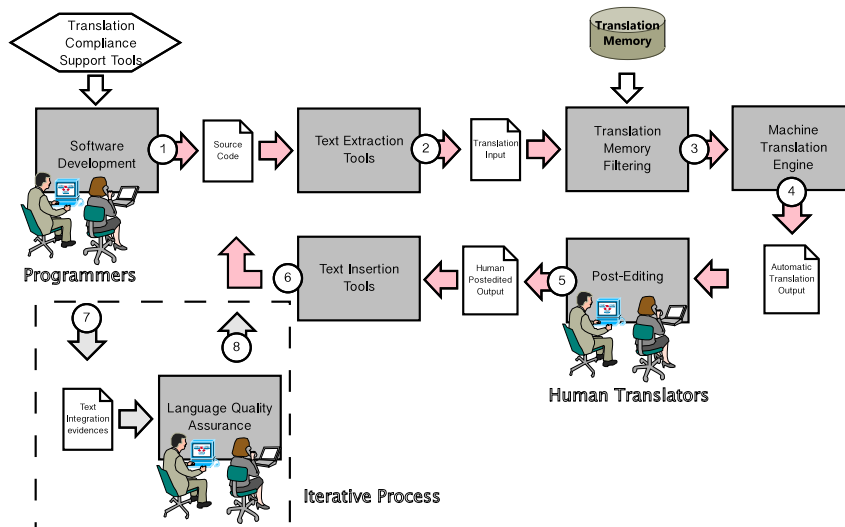 Translation
Compliance
Support Tools
Translation
Memory
Software
Development
1
Source
Code
Text Extraction
Tools
2
Translation
Input
Translation
Memory
Filtering
3
Machine
Translation
Engine
4
Programmers
6
Text Insertion
Tools
Human
Postedited
Output
5
Post-Editing
Automatic
Translation
Output
Human Translators
7
8
Text
Integration
evidences
Language Quality
Assurance
Iterative Process